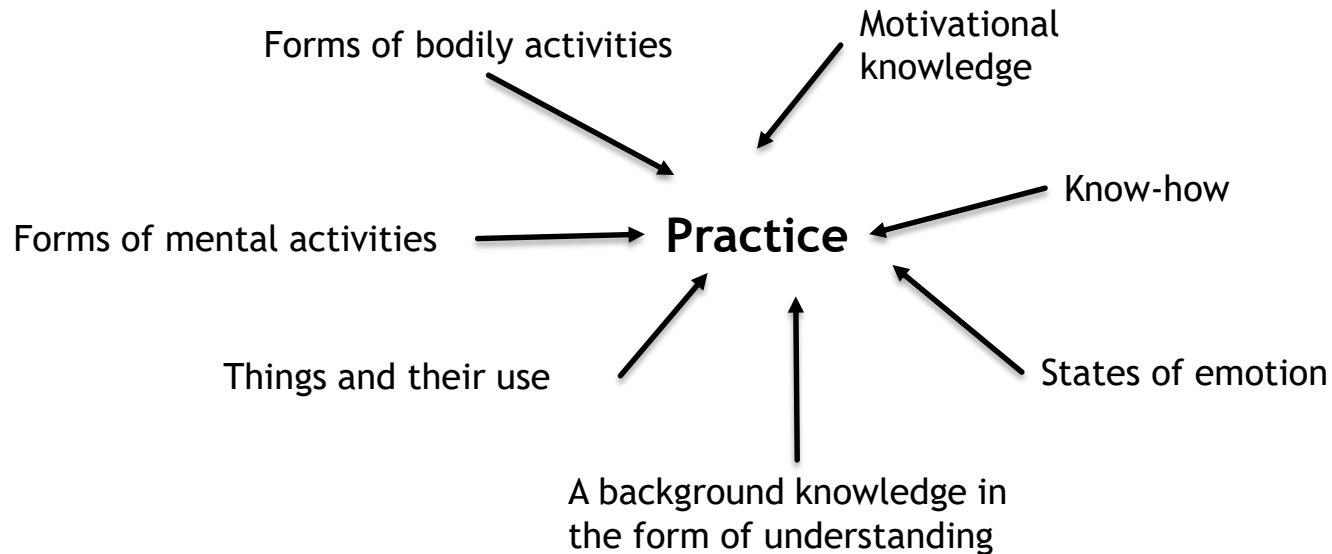 Forms of bodily activities
Motivational
knowledge
Know-how
Forms of mental activities
Practice
Things and their use
States of emotion
A background knowledge in
the form of understanding